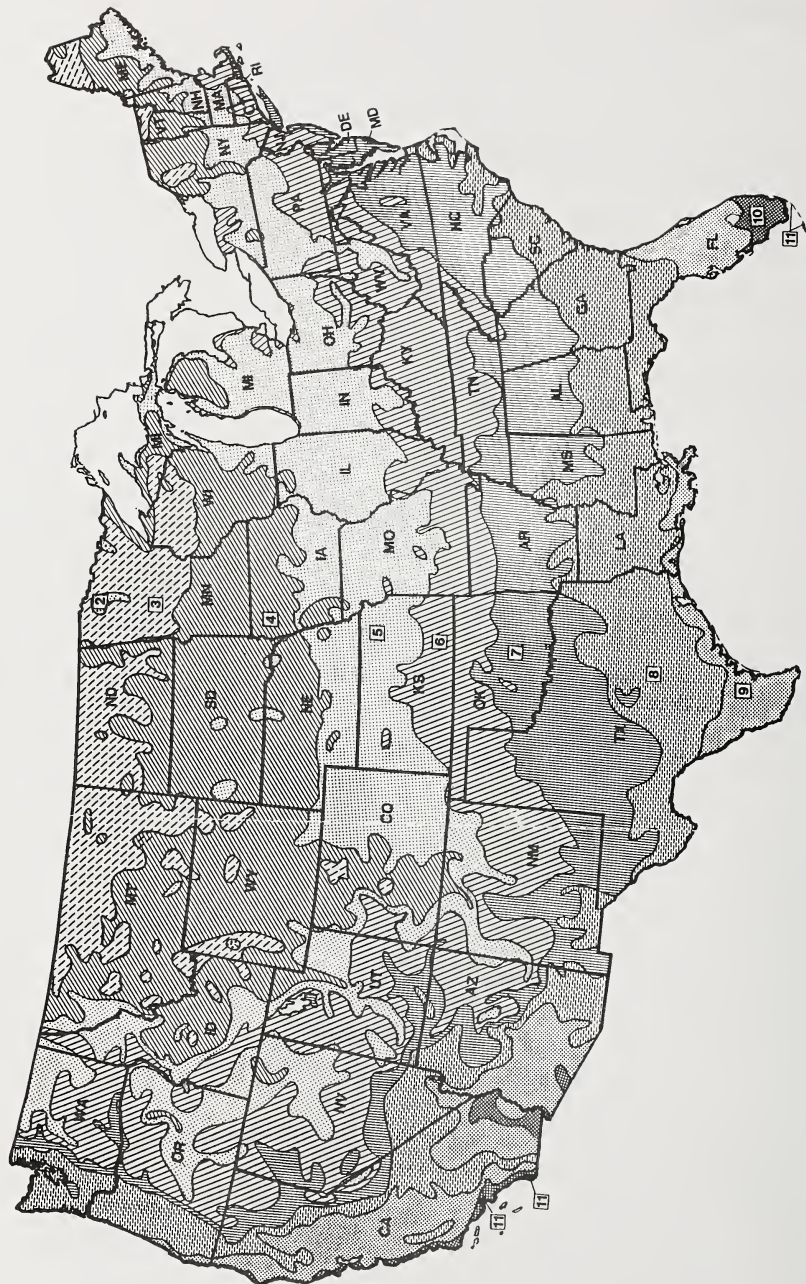 WA
OR
CA
ID
NV
MT
WY
UT
AZ
CO
NM
ND
SD
NE
KS
OK
TX
MN
IA
MO
AR
LA
WI
IL
MS
MI
MI
IN
KY
TN
AL
OH
WV
GA
FL
SC
NC
VA
PA
NY
VT
NH
MA
CT
RI
ME
DE
MD
2
3
4
5
6
7
8
9
10
11
11
11